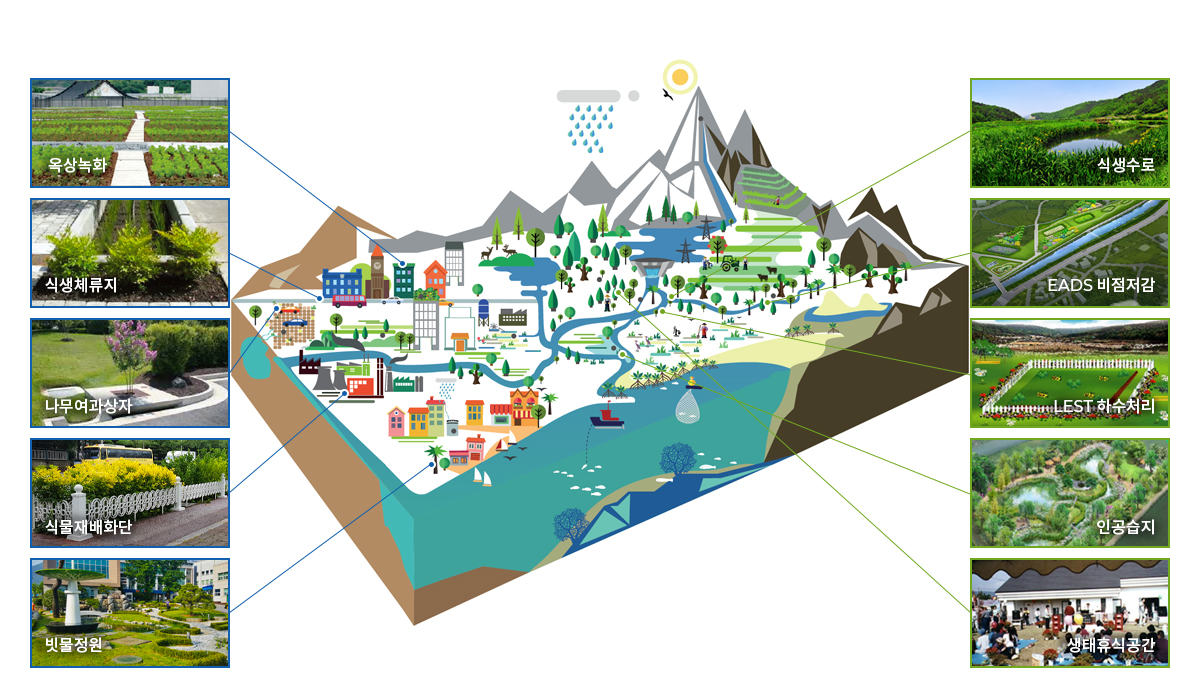 옥상녹화
식생체류지
나무여과상자
식물재배화단
빗물정원
식생수로
EADS 비점저감
LEST 하수처리
인공습지
생태휴식공간